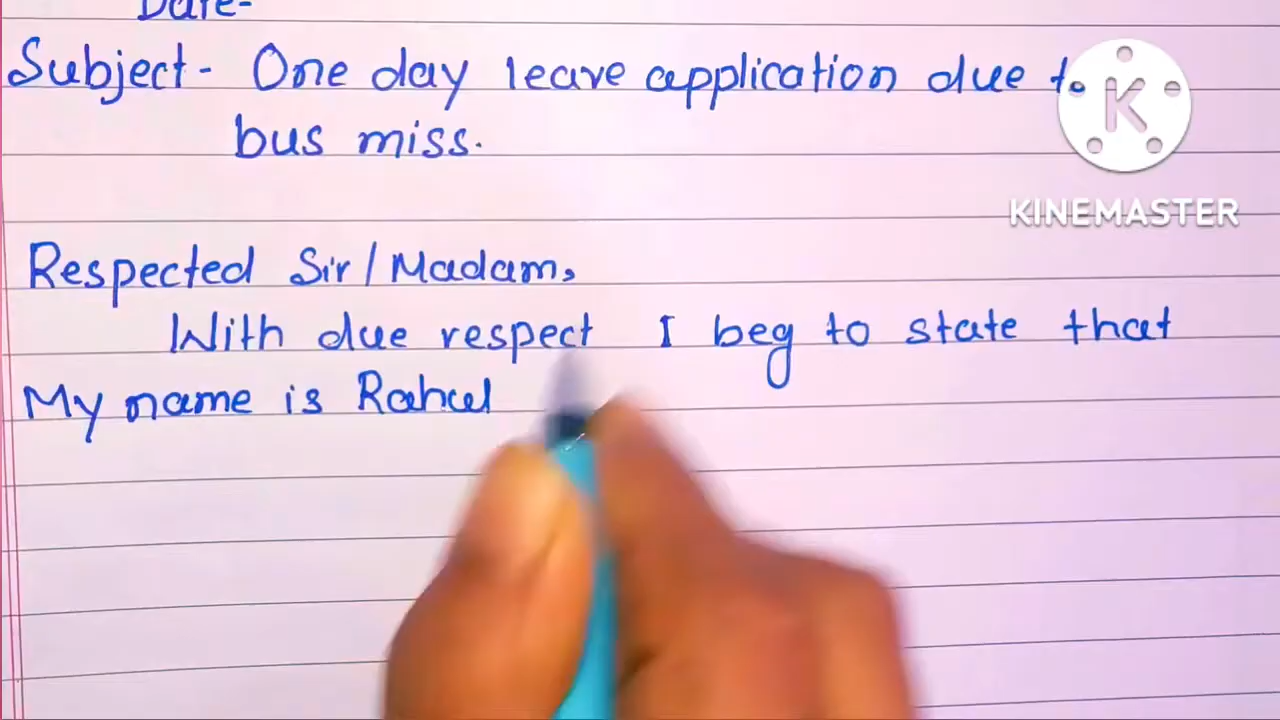 Date-
Subject- One day leave application due to
bus miss.
KINEMASTER
Respected Sir/Madam,
With due respect I beg to state that
My name is Rahul